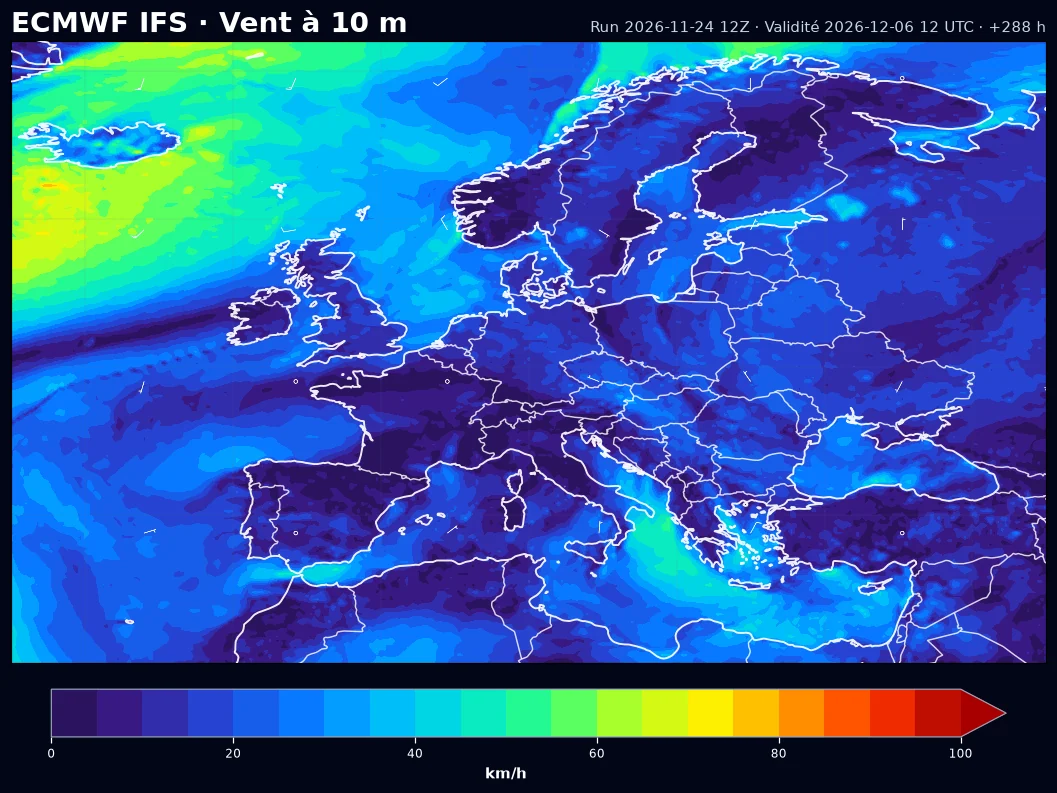 ECMWF IFS · Vent à 10 m
Run 2026-11-24 12Z · Validité 2026-12-06 12 UTC · +288 h
0 20 40 60 80 100
km/h